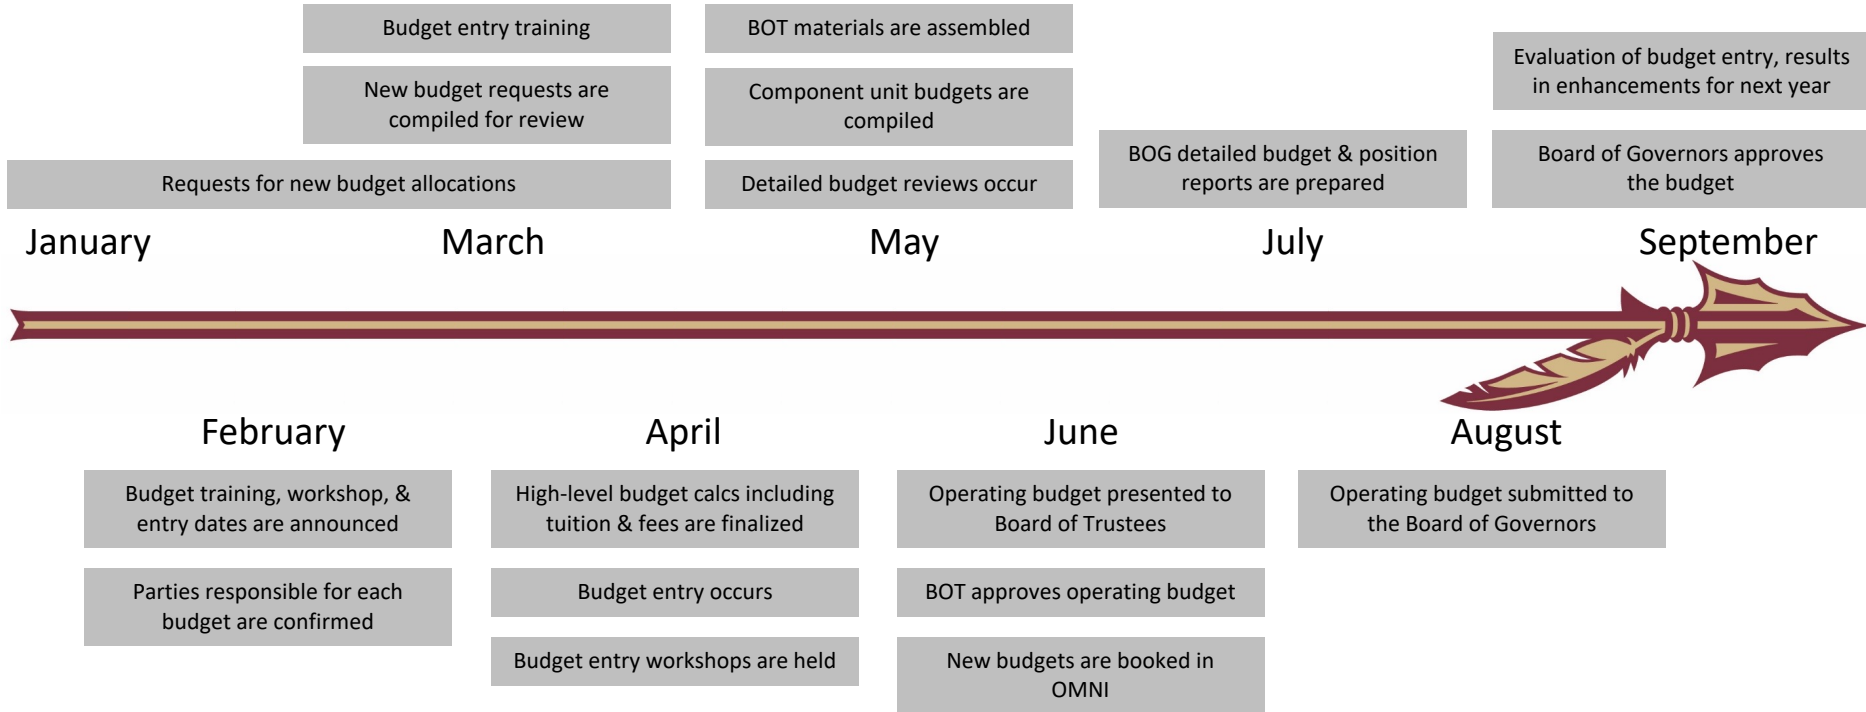 Budget entry training
New budget requests are
compiled for review
Requests for new budget allocations
BOT materials are assembled
Component unit budgets are
compiled
Detailed budget reviews occur
BOG detailed budget & position
reports are prepared
Evaluation of budget entry, results
in enhancements for next year
Board of Governors approves
the budget
January
March
May
July
September
February
April
June
August
Budget training, workshop, &
entry dates are announced
Parties responsible for each
budget are confirmed
High-level budget calcs including
tuition & fees are finalized
Budget entry occurs
Budget entry workshops are held
Operating budget presented to
Board of Trustees
BOT approves operating budget
New budgets are booked in
OMNI
Operating budget submitted to
the Board of Governors